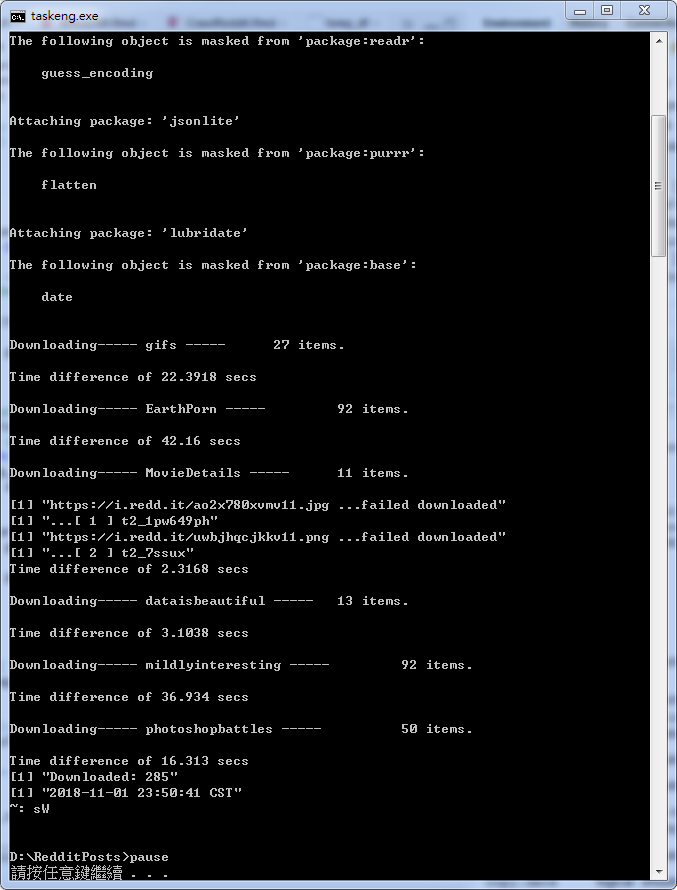 taskeng.exe
The following object is masked from 'package:readr':
guess_encoding
Attaching package: 'jsonlite'
The following object is masked from 'package:purrr':
flatten
Attaching package: 'lubridate'
The following object is masked from 'package:base':
date
Downloading----- gifs -----      27 items.
Time difference of 22.3918 secs
Downloading----- EarthPorn -----         92 items.
Time difference of 42.16 secs
Downloading----- MovieDetails -----      11 items.
[1] "https://i.redd.it/ao2x780xvmv11.jpg ...failed downloaded"
[1] "...[ 1 ] t2_1pw649ph"
[1] "https://i.redd.it/uwbjhqcjkkv11.png ...failed downloaded"
[1] "...[ 2 ] t2_7ssux"
Time difference of 2.3168 secs
Downloading----- dataisbeautiful -----   13 items.
Time difference of 3.1038 secs
Downloading----- mildlyinteresting -----         92 items.
Time difference of 36.934 secs
Downloading----- photoshopbattles -----          50 items.
Time difference of 16.313 secs
[1] "Downloaded: 285"
[1] "2018-11-01 23:50:41 CST"
~: sW
D:\RedditPosts>pause
請按任意鍵繼續 . . .